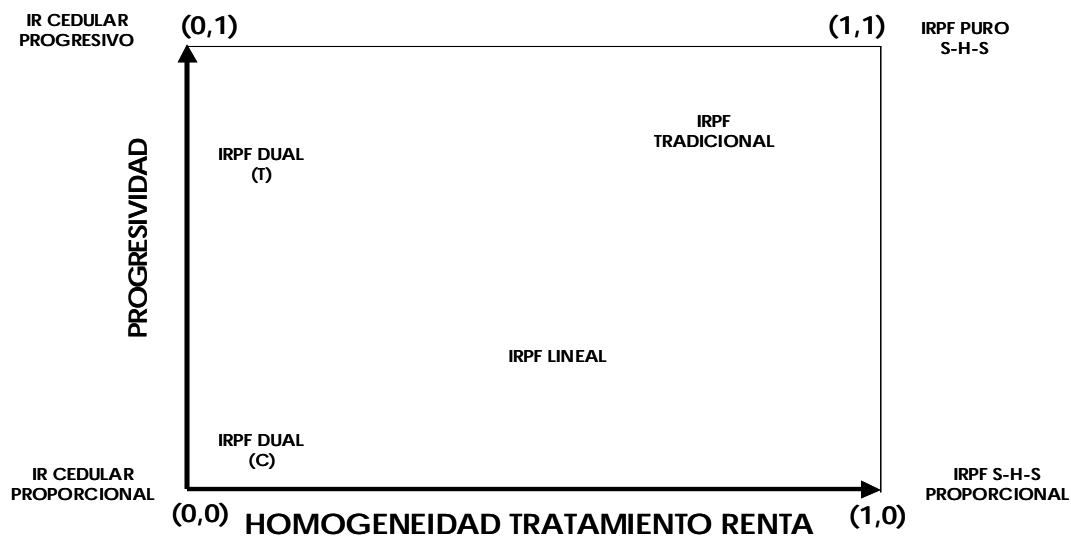 IR CEDULAR
PROGRESIVO
(0,1)
(1,1)
IRPF PURO
S-H-S
IRPF
TRADICIONAL
IRPF DUAL
(T)
PROGRESIVIDAD
IRPF LINEAL
IRPF DUAL
(C)
IR CEDULAR
PROPORCIONAL
IRPF S-H-S
PROPORCIONAL
(0,0)
HOMOGENEIDAD TRATAMIENTO RENTA
(1,0)